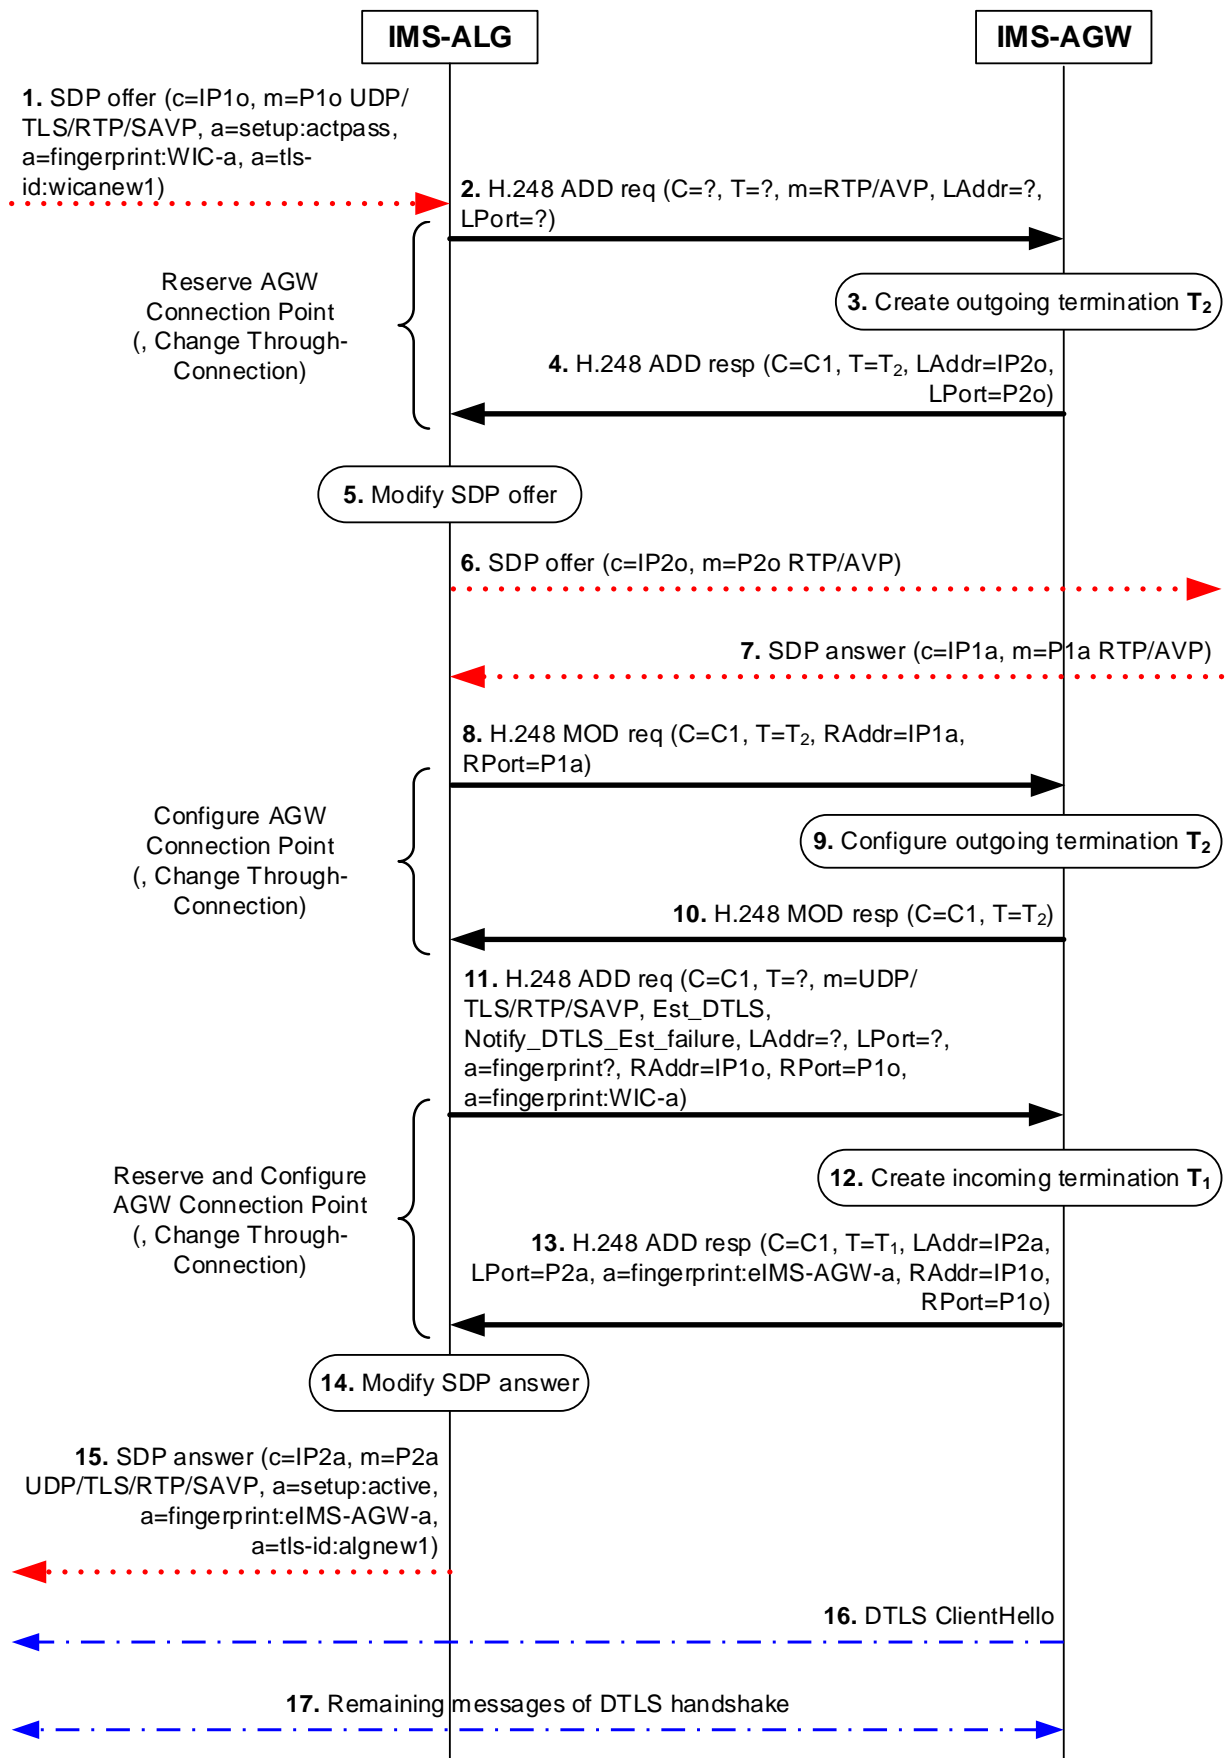 IMS-ALG
IMS-AGW
1. SDP offer (c=IP1o, m=P1o UDP/
TLS/RTP/SAVP, a=setup:actpass,
a=fingerprint:WIC-a, a=tls-
id:wicanew1)
2. H.248 ADD req (C=?, T=?, m=RTP/AVP, LAddr=?,
LPort=?)
Reserve AGW
Connection Point
(, Change Through-
Connection)
3. Create outgoing termination T2
4. H.248 ADD resp (C=C1, T=T2, LAddr=IP2o,
LPort=P2o)
5. Modify SDP offer
6. SDP offer (c=IP2o, m=P2o RTP/AVP)
7. SDP answer (c=IP1a, m=P1a RTP/AVP)
8. H.248 MOD req (C=C1, T=T2, RAddr=IP1a,
RPort=P1a)
Configure AGW
Connection Point
(, Change Through-
Connection)
9. Configure outgoing termination T2
10. H.248 MOD resp (C=C1, T=T2)
11. H.248 ADD req (C=C1, T=?, m=UDP/
TLS/RTP/SAVP, Est_DTLS,
Notify_DTLS_Est_failure, LAddr=?, LPort=?,
a=fingerprint?, RAddr=IP1o, RPort=P1o,
a=fingerprint:WIC-a)
Reserve and Configure
AGW Connection Point
(, Change Through-
Connection)
12. Create incoming termination T1
13. H.248 ADD resp (C=C1, T=T1, LAddr=IP2a,
LPort=P2a, a=fingerprint:eIMS-AGW-a, RAddr=IP1o,
RPort=P1o)
14. Modify SDP answer
15. SDP answer (c=IP2a, m=P2a
UDP/TLS/RTP/SAVP, a=setup:active,
a=fingerprint:eIMS-AGW-a,
a=tls-id:algnew1)
16. DTLS ClientHello
17. Remaining messages of DTLS handshake